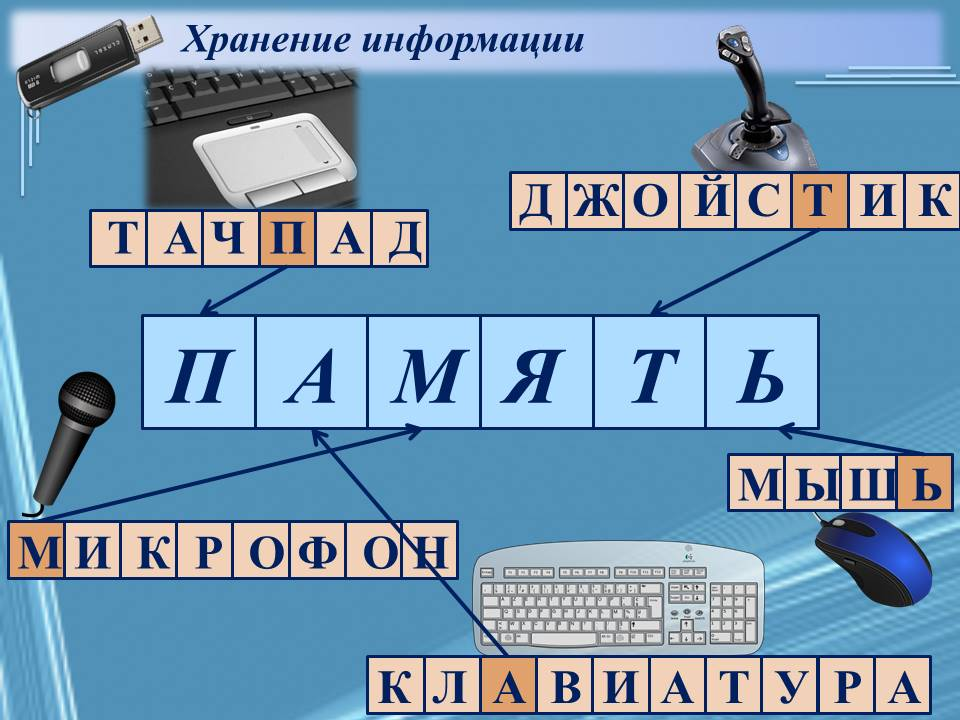 Хранение информации
ДЖОЙСТИК
ТАЧПАД
ПАМЯТЬ
МЫШЬ
МИКРОФОН
КЛАВИАТУРА